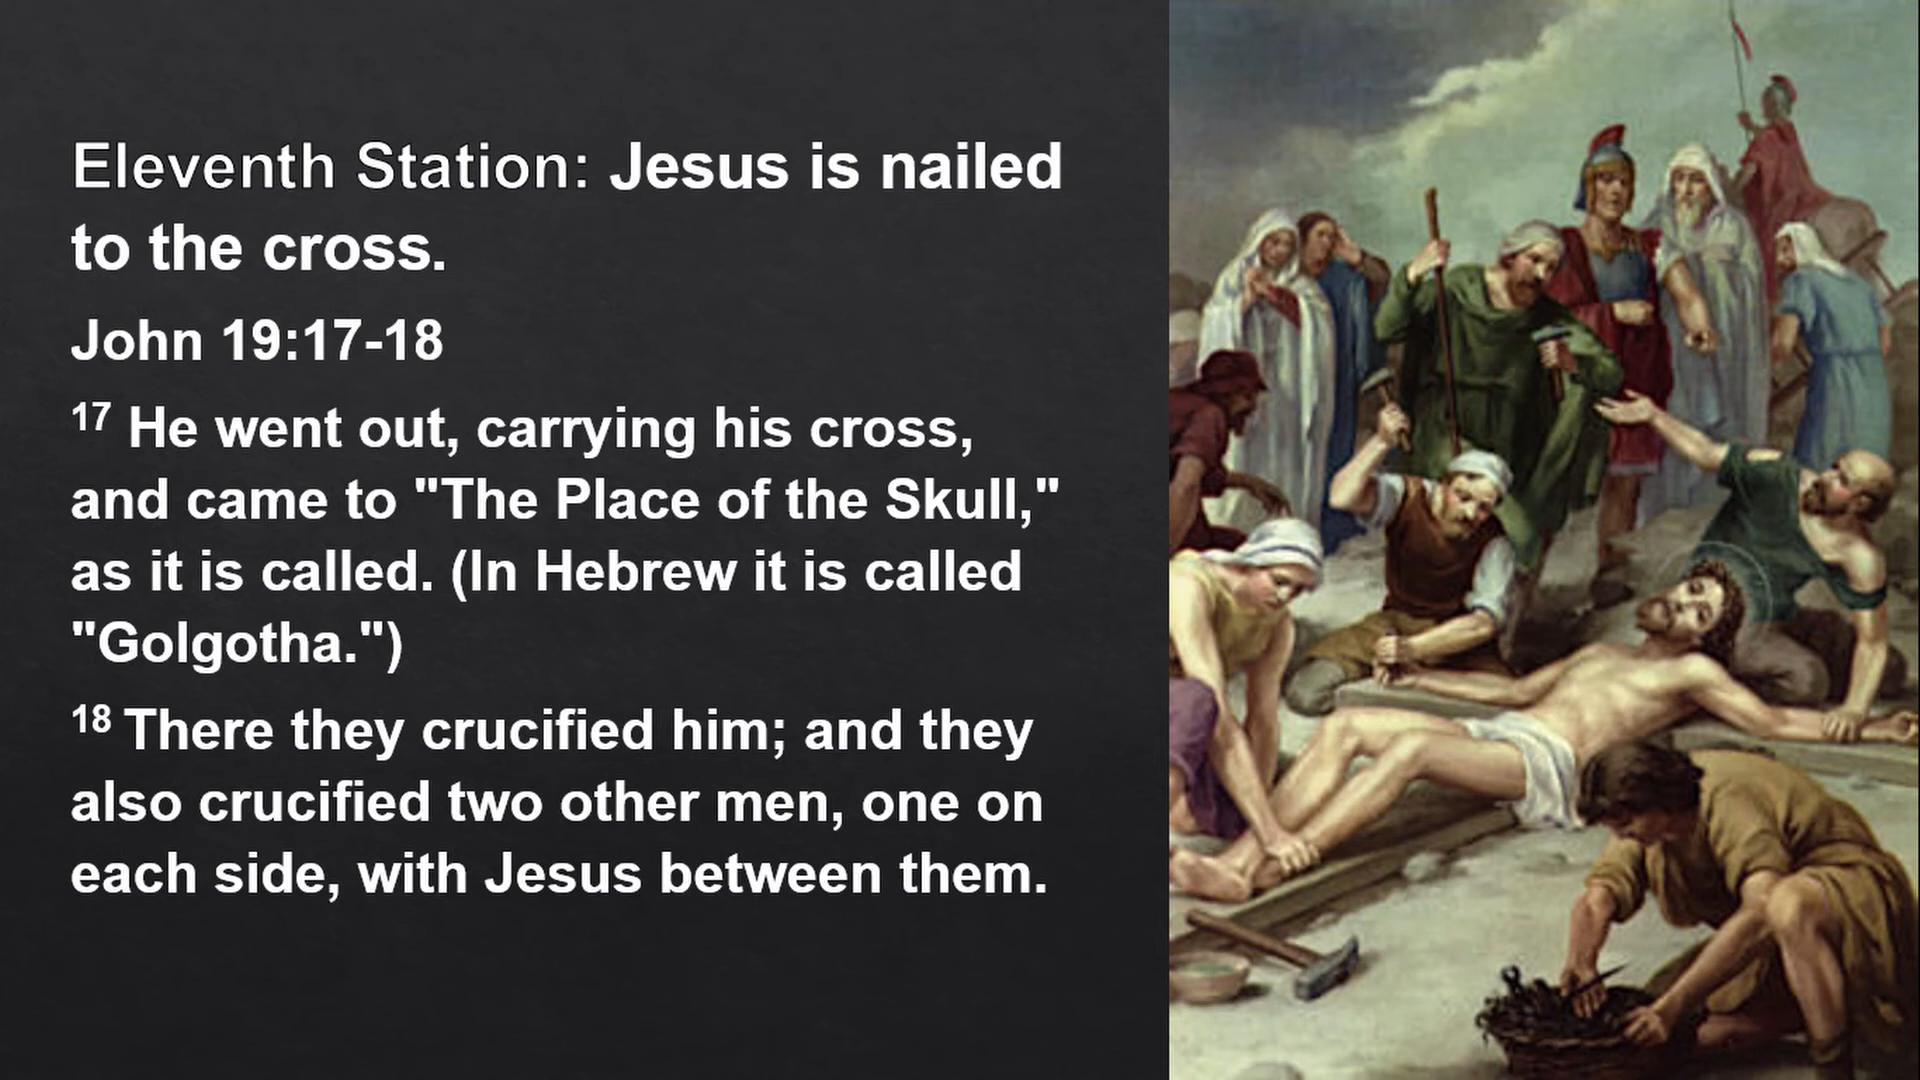 Eleventh Station: Jesus is nailed
to the cross.
John 19:17-18
17 He went out, carrying his cross,
and came to "The Place of the Skull,"
as it is called. (In Hebrew it is called
"Golgotha.")
18 There they crucified him; and they
also crucified two other men, one on
each side, with Jesus between them.